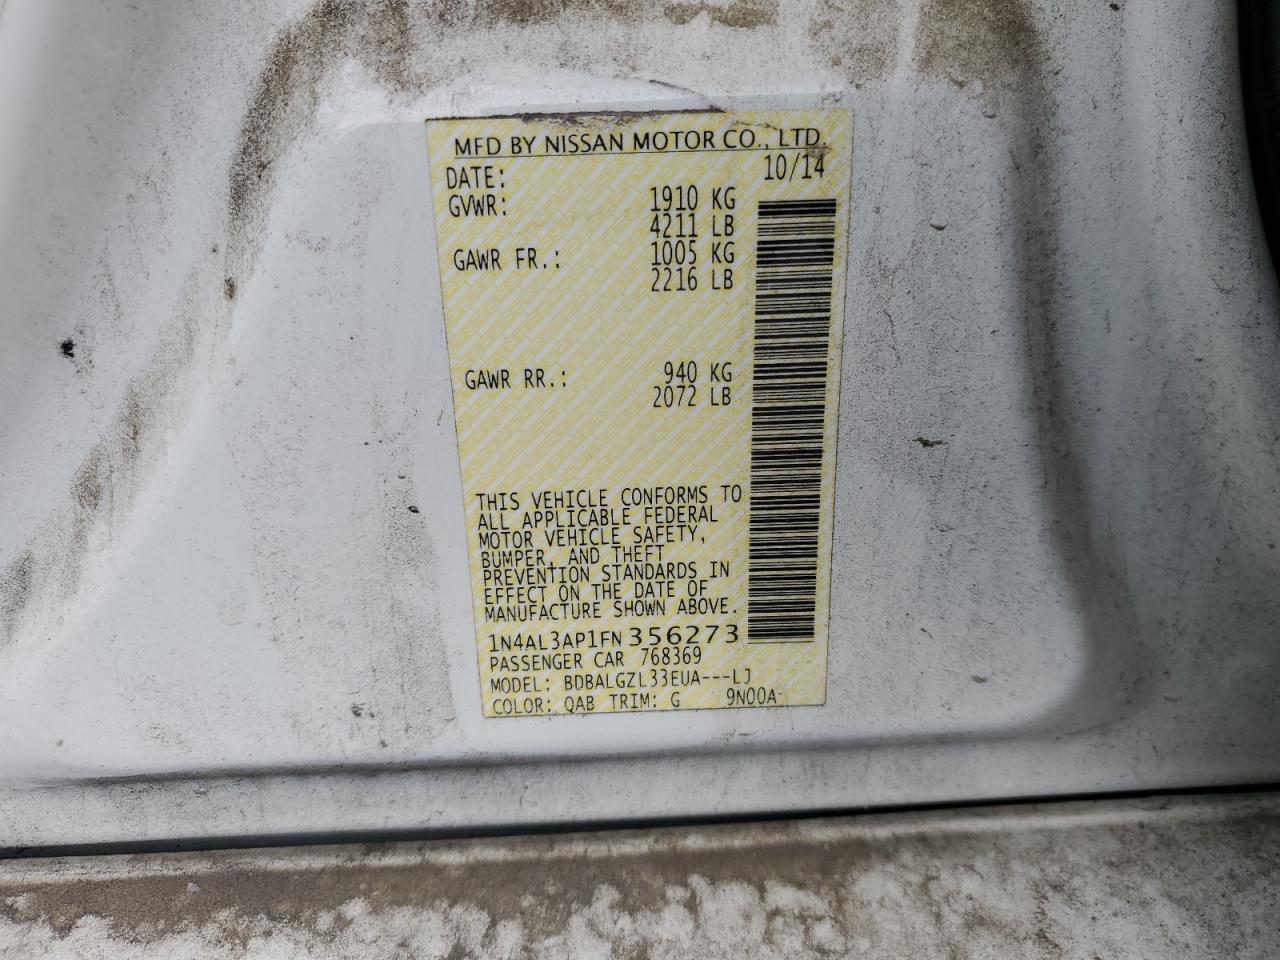 MFD BY NISSAN MOTOR CO., LTD.
DATE: 10/14
GVWR: 1910 KG
4211 LB
GAWR FR.: 1005 KG
2216 LB
GAWR RR.: 940 KG
2072 LB
THIS VEHICLE CONFORMS TO
ALL APPLICABLE FEDERAL
MOTOR VEHICLE SAFETY,
BUMPER, AND THEFT
PREVENTION STANDARDS IN
EFFECT ON THE DATE OF
MANUFACTURE SHOWN ABOVE.
1N4AL3AP1FN356273
PASSENGER CAR 768369
MODEL: BDBALGZL33EUA---LJ
COLOR: QAB TRIM: G 9N00A